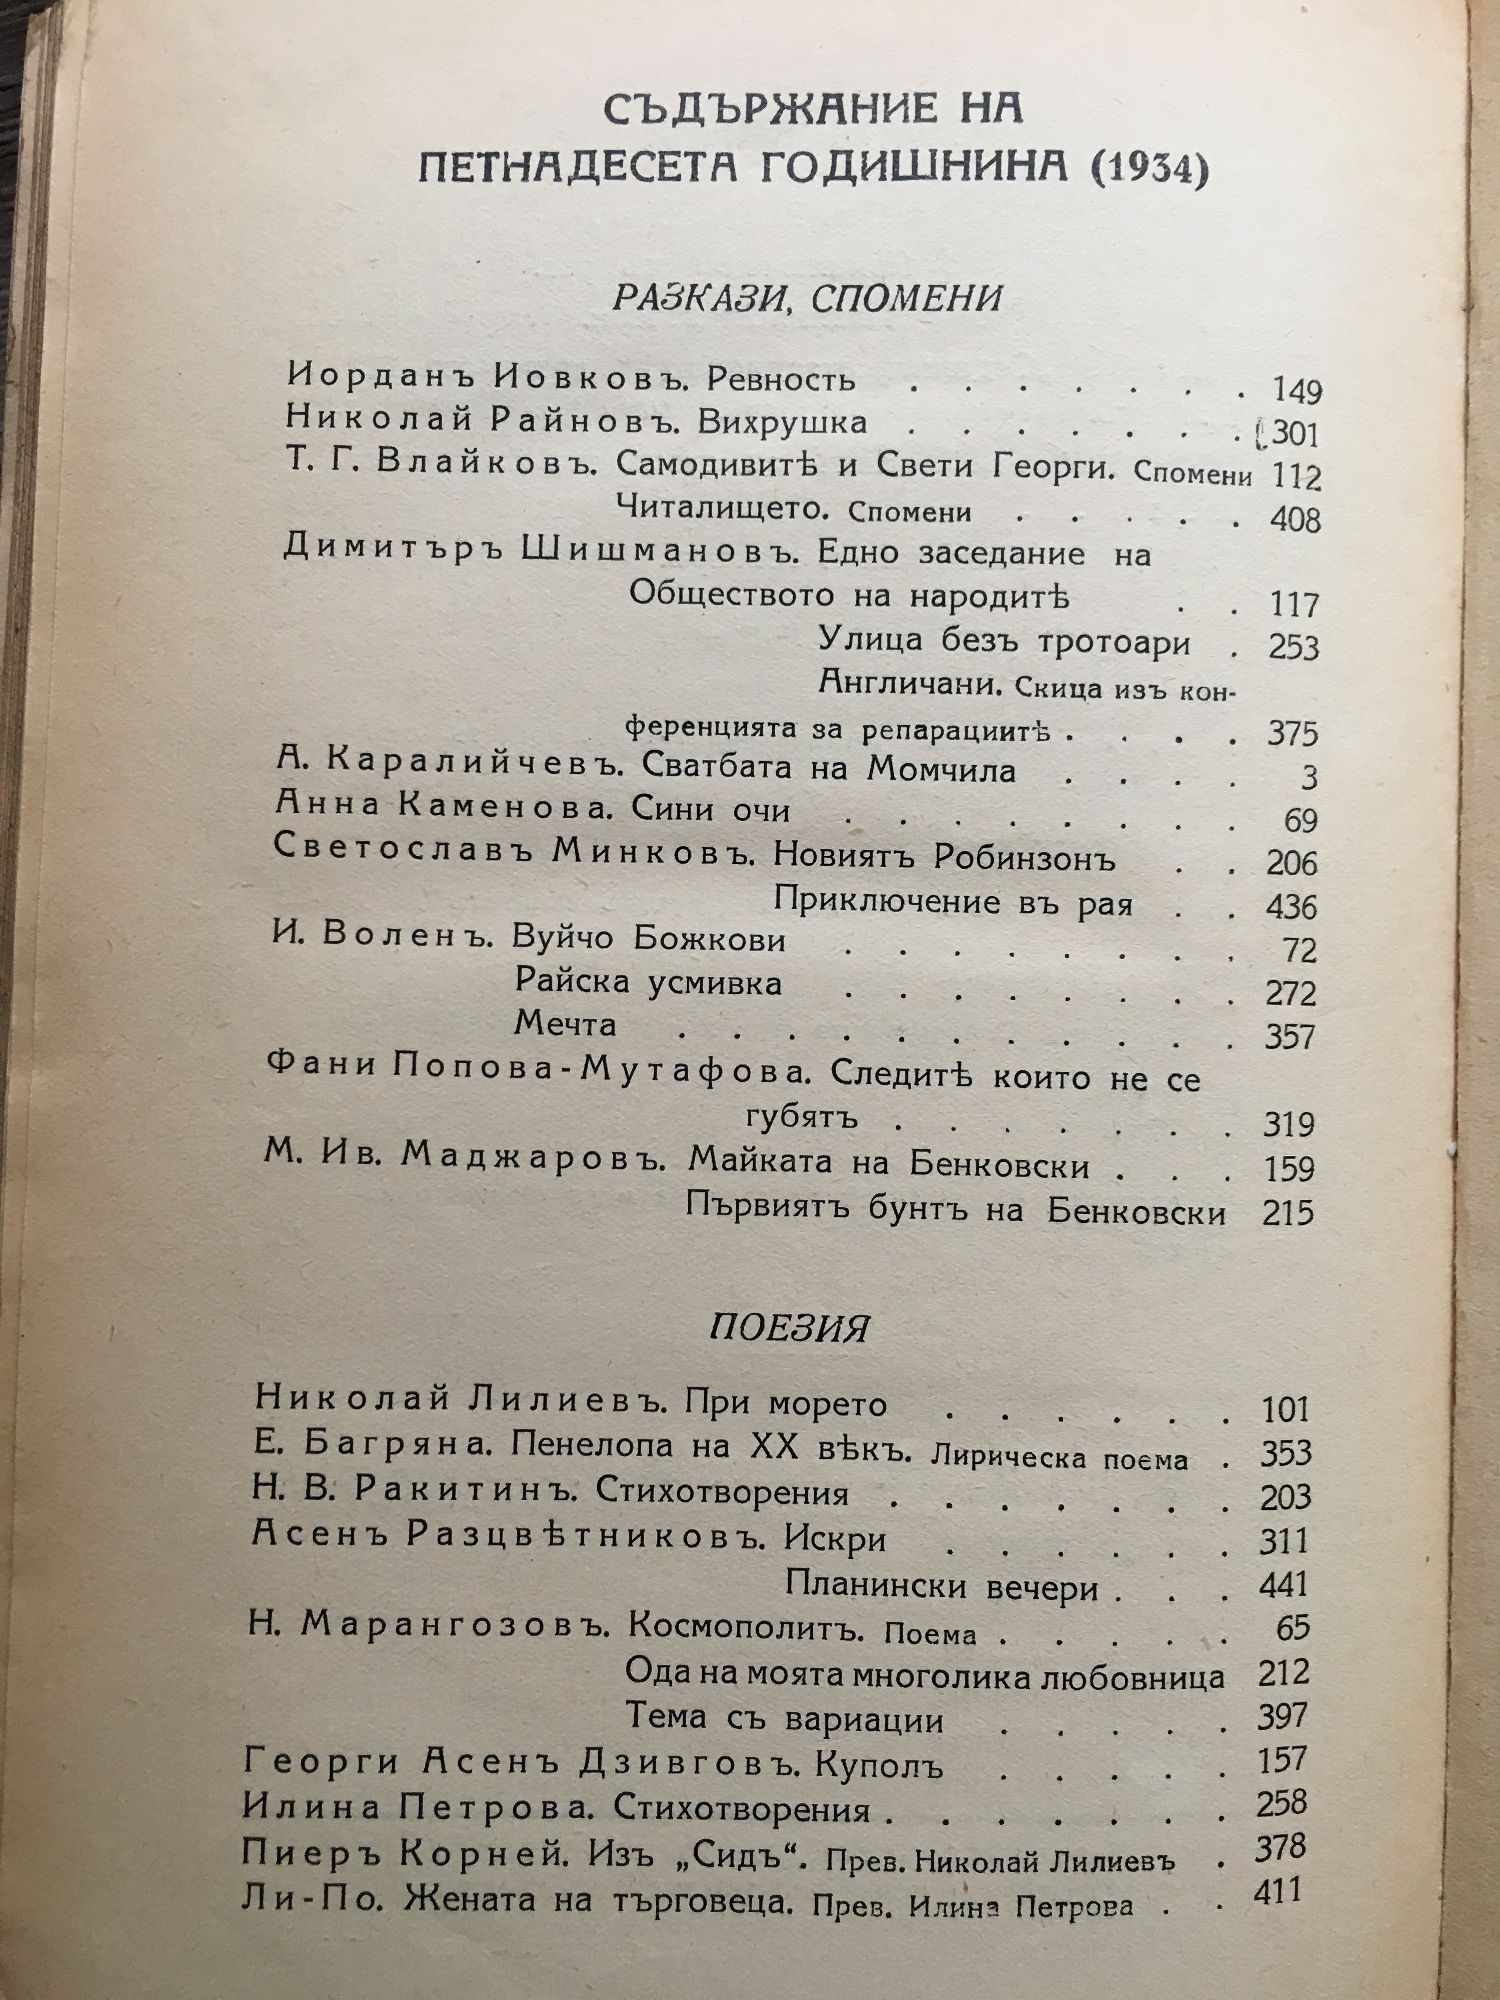 СЪДЪРЖАНИЕ НА
ПЕТНАДЕСЕТА ГОДИШНИНА (1934)
РАЗКАЗИ, СПОМЕНИ
Иорданъ Иовковъ. Ревность . . . . . . . 149
Николай Райновъ. Вихрушка . . . . . . . 301
Т. Г. Влайковъ. Самодивитѣ и Свети Георги. Спомени 112
Читалището. Спомени . . . . . 408
Димитъръ Шишмановъ. Едно заседание на
Обществото на народитѣ . . 117
Улица безъ тротоари . 253
Англичани. Скица изъ кон-
ференцията за репарациитѣ . . . . 375
А. Каралийчевъ. Сватбата на Момчила . . . . 3
Анна Каменова. Сини очи . . . . . . . . 69
Светославъ Минковъ. Новиятъ Робинзонъ . . 206
Приключение въ рая . . 436
И. Воленъ. Вуйчо Божкови . . . . . . . . 72
Райска усмивка . . . . . . . . 272
Мечта . . . . . . . . . . . 357
Фани Попова-Мутафова. Следитѣ които не се
губятъ . . . . . . . 319
М. Ив. Маджаровъ. Майката на Бенковски . . . 159
Първиятъ бунтъ на Бенковски 215
ПОЕЗИЯ
Николай Лилиевъ. При морето . . . . . . 101
Е. Багряна. Пенелопа на XX вѣкъ. Лирическа поема . 353
Н. В. Ракитинъ. Стихотворения . . . . . . . 203
Асенъ Разцвѣтниковъ. Искри . . . . . . 311
Планински вечери . . . 441
Н. Марангозовъ. Космополитъ. Поема . . . . . 65
Ода на моята многолика любовница 212
Тема съ вариации . . . . . 397
Георги Асенъ Дзивговъ. Куполъ . . . . . 157
Илина Петрова. Стихотворения . . . . . . . 258
Пиеръ Корней. Изъ „Сидъ“. Прев. Николай Лилиевъ . 378
Ли-По. Жената на търговеца. Прев. Илина Петрова . . 411